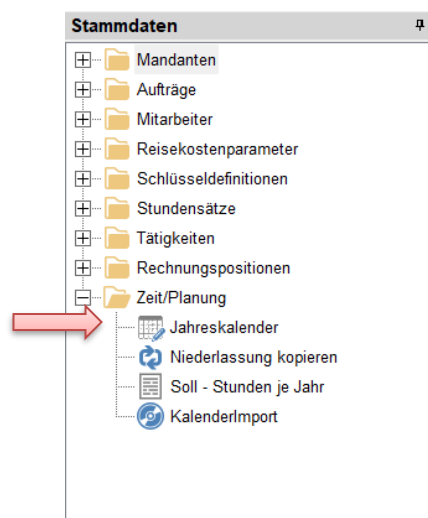 Stammdaten
Mandanten
Aufträge
Mitarbeiter
Reisekostenparameter
Schlüsseldefinitionen
Stundensätze
Tätigkeiten
Rechnungspositionen
Zeit/Planung
Jahreskalender
Niederlassung kopieren
Soll - Stunden je Jahr
KalenderImport